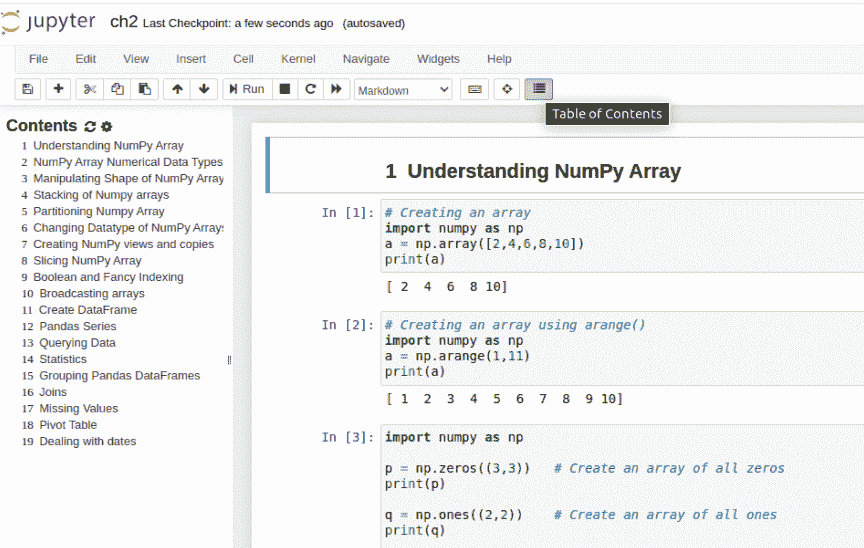 jupyter ch2 Last Checkpoint: a few seconds ago (autosaved)
File Edit View Insert Cell Kernel Navigate Widgets Help
Run Markdown
Table of Contents
Contents
1 Understanding NumPy Array
2 NumPy Array Numerical Data Types
3 Manipulating Shape of NumPy Array
4 Stacking of Numpy arrays
5 Partitioning Numpy Array
6 Changing Datatype of NumPy Arrays
7 Creating NumPy views and copies
8 Slicing NumPy Array
9 Boolean and Fancy Indexing
10 Broadcasting arrays
11 Create DataFrame
12 Pandas Series
13 Querying Data
14 Statistics
15 Grouping Pandas DataFrames
16 Joins
17 Missing Values
18 Pivot Table
19 Dealing with dates
1 Understanding NumPy Array
In [1]: # Creating an array
import numpy as np
a = np.array([2,4,6,8,10])
print(a)
[ 2 4 6 8 10]
In [2]: # Creating an array using arange()
import numpy as np
a = np.arange(1,11)
print(a)
[ 1 2 3 4 5 6 7 8 9 10]
In [3]: import numpy as np
p = np.zeros((3,3)) # Create an array of all zeros
print(p)
q = np.ones((2,2)) # Create an array of all ones
print(q)